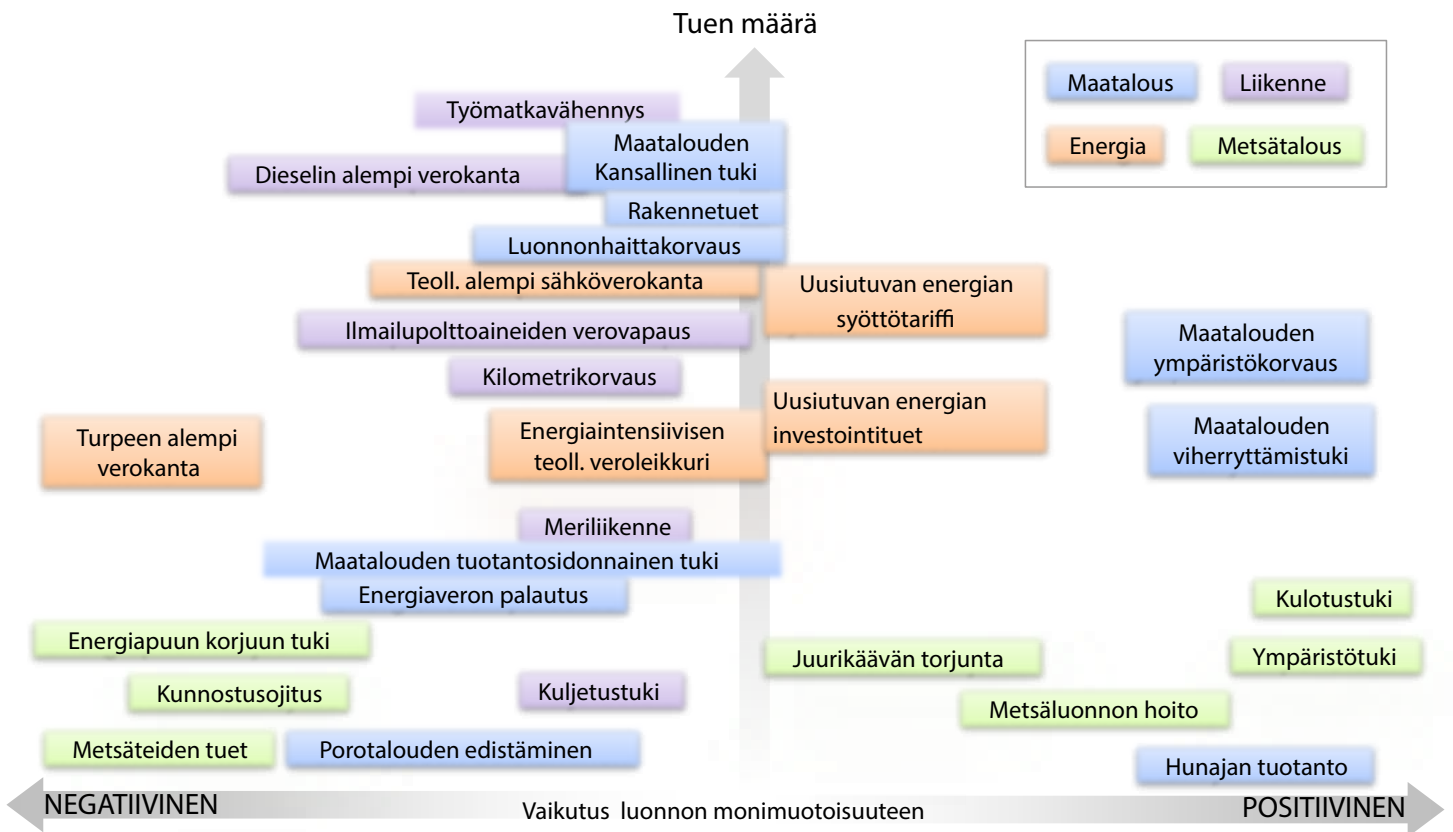 Tuen määrä
Maatalous
Liikenne
Energia
Metsätalous
Työmatkavähennys
Maatalouden
Kansallinen tuki
Dieselin alempi verokanta
Rakennetuet
Luonnonhaittakorvaus
Teoll. alempi sähköverokanta
Uusiutuvan energian
syöttötariffi
Ilmailupolttoaineiden verovapaus
Maatalouden
ympäristökorvaus
Kilometrikorvaus
Uusiutuvan energian
investointituet
Turpeen alempi
verokanta
Energiaintensiivisen
teoll. veroleikkuri
Maatalouden
viherryttämistuki
Meriliikenne
Maatalouden tuotantosidonnainen tuki
Energiaveron palautus
Kulotustuki
Energiapuun korjuun tuki
Juurikäävän torjunta
Ympäristötuki
Kunnostusojitus
Kuljetustuki
Metsäluonnon hoito
Metsäteiden tuet
Porotalouden edistäminen
Hunajan tuotanto
NEGATIIVINEN
Vaikutus luonnon monimuotoisuuteen
POSITIIVINEN